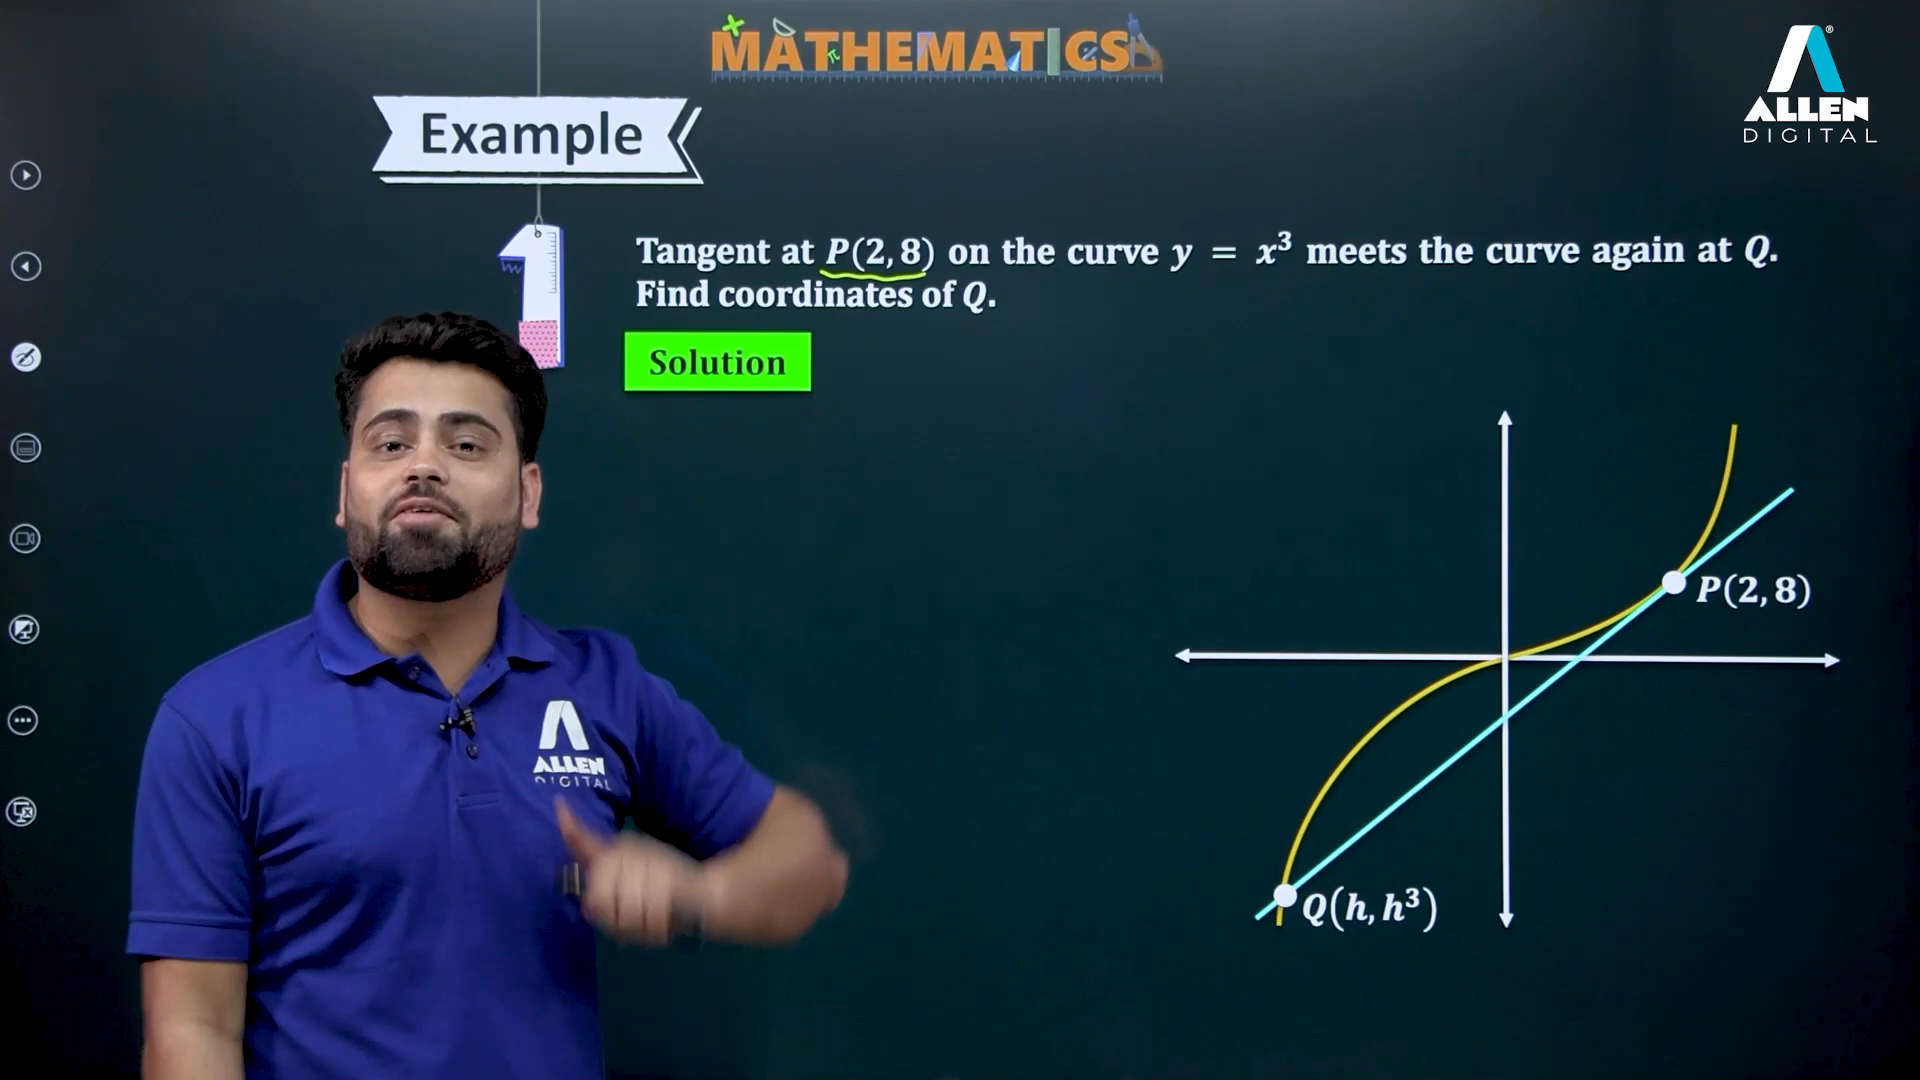 MATHEMATICS
ALLEN
DIGITAL
Example
1
Tangent at P(2, 8) on the curve y = x³ meets the curve again at Q.
Find coordinates of Q.
Solution
P(2, 8)
ALLEN
DIGITAL
Q(h, h³)